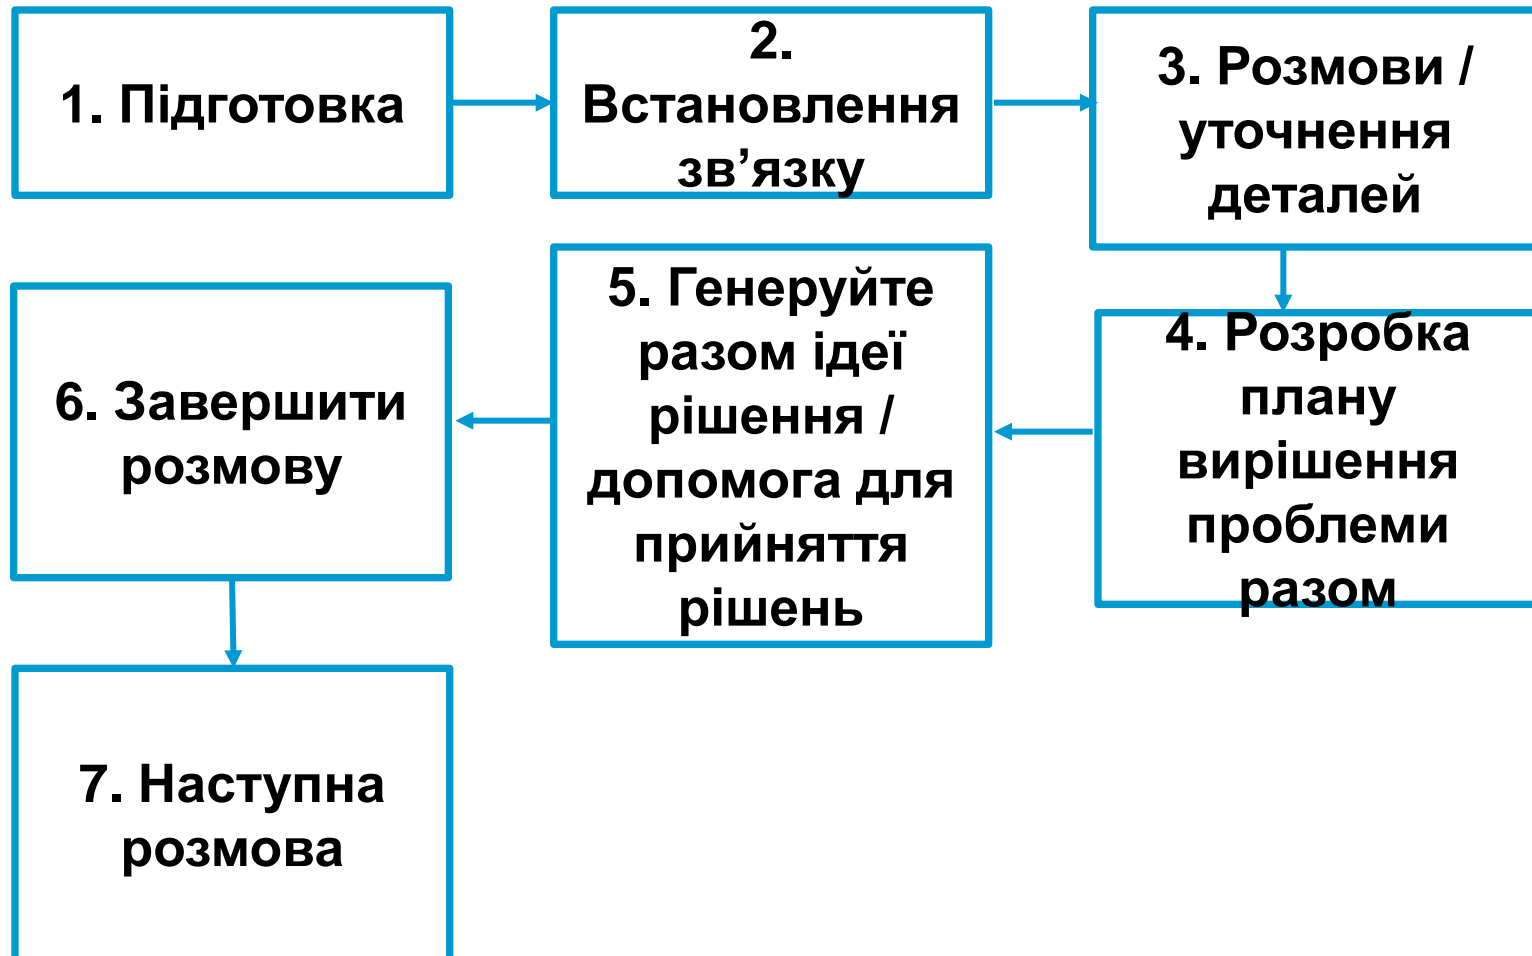 1. Підготовка
2.
Встановлення
зв’язку
3. Розмови /
уточнення
деталей
4. Розробка
плану
вирішення
проблеми
разом
5. Генеруйте
разом ідеї
рішення /
допомога для
прийняття
рішень
6. Завершити
розмову
7. Наступна
розмова